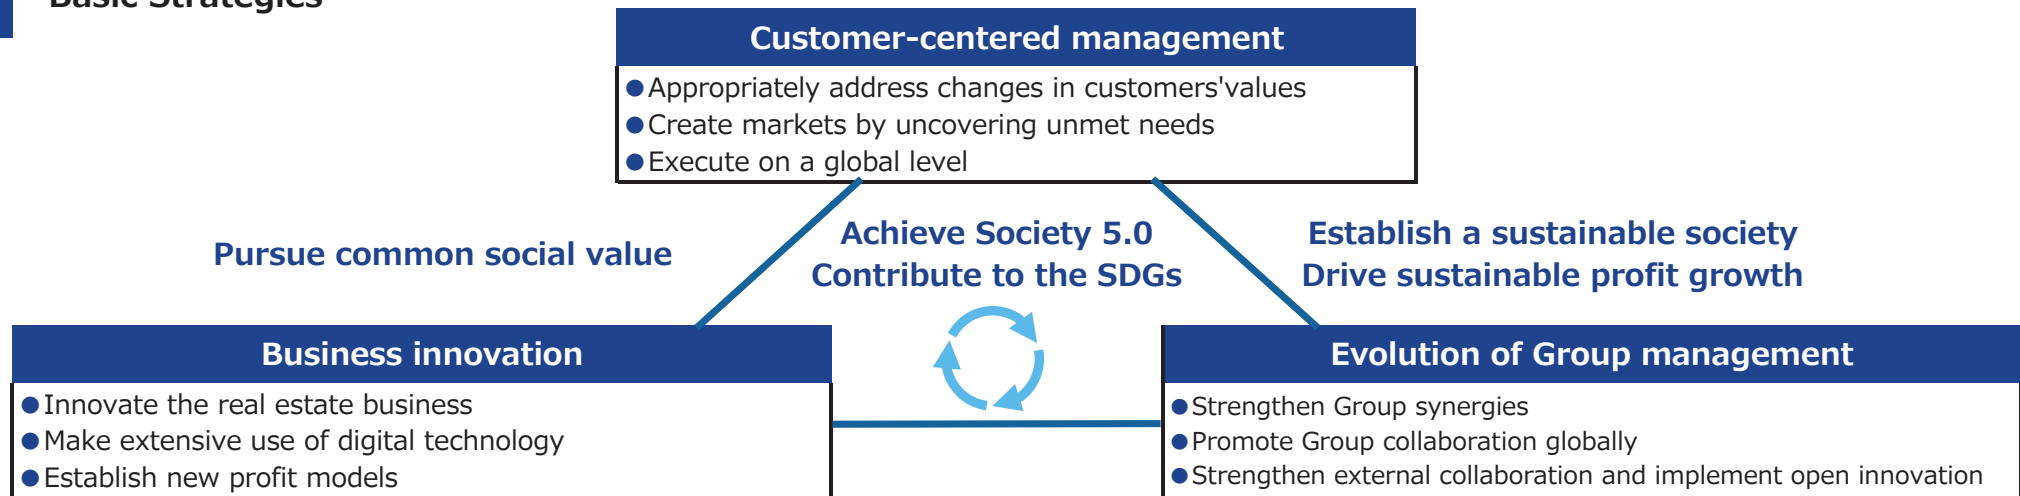 Basic Strategies
Customer-centered management
●Appropriately address changes in customers'values
●Create markets by uncovering unmet needs
●Execute on a global level
Pursue common social value
Achieve Society 5.0
Contribute to the SDGs
Establish a sustainable society
Drive sustainable profit growth
Business innovation
●Innovate the real estate business
●Make extensive use of digital technology
●Establish new profit models
Evolution of Group management
●Strengthen Group synergies
●Promote Group collaboration globally
●Strengthen external collaboration and implement open innovation